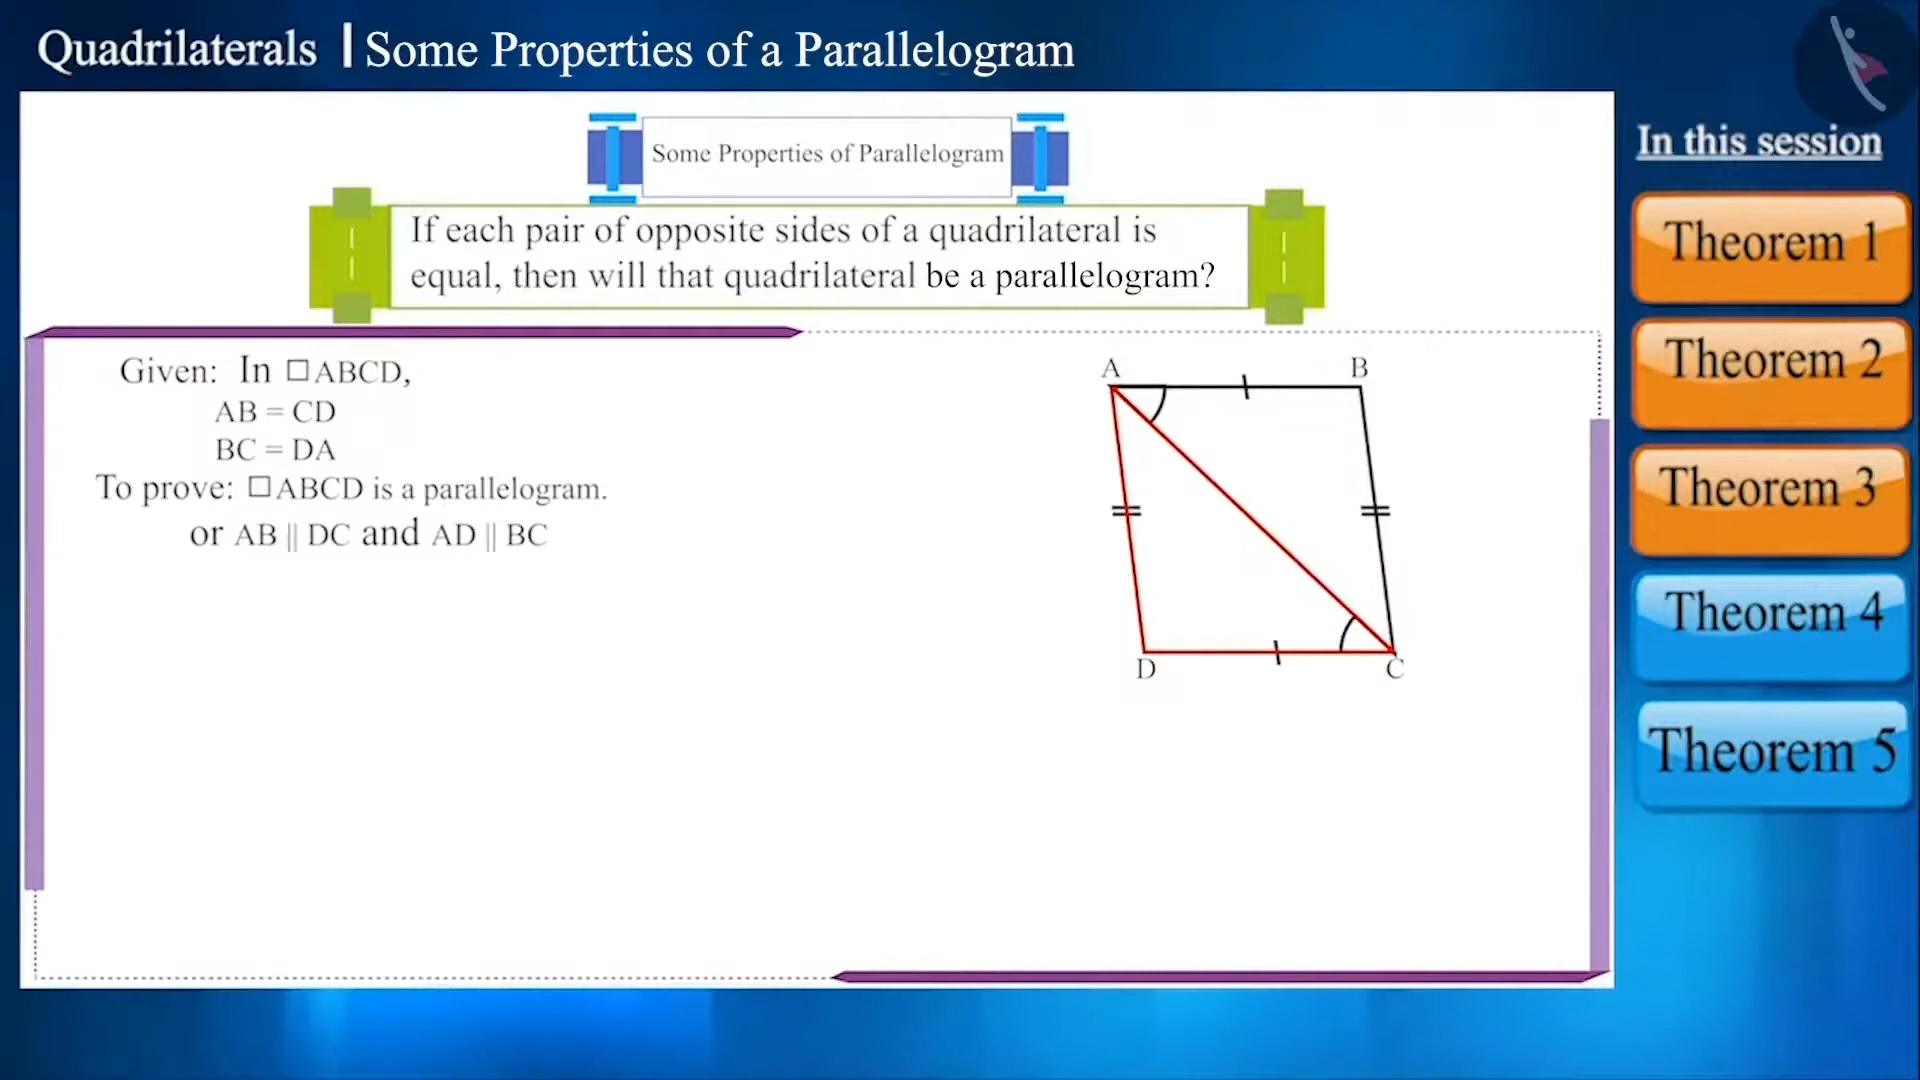 Quadrilaterals | Some Properties of a Parallelogram
Some Properties of Parallelogram
If each pair of opposite sides of a quadrilateral is
equal, then will that quadrilateral be a parallelogram?
Given: In □ABCD,
AB = CD
BC = DA
To prove: □ABCD is a parallelogram.
or AB || DC and AD || BC
A
B
D
C
In this session
Theorem 1
Theorem 2
Theorem 3
Theorem 4
Theorem 5